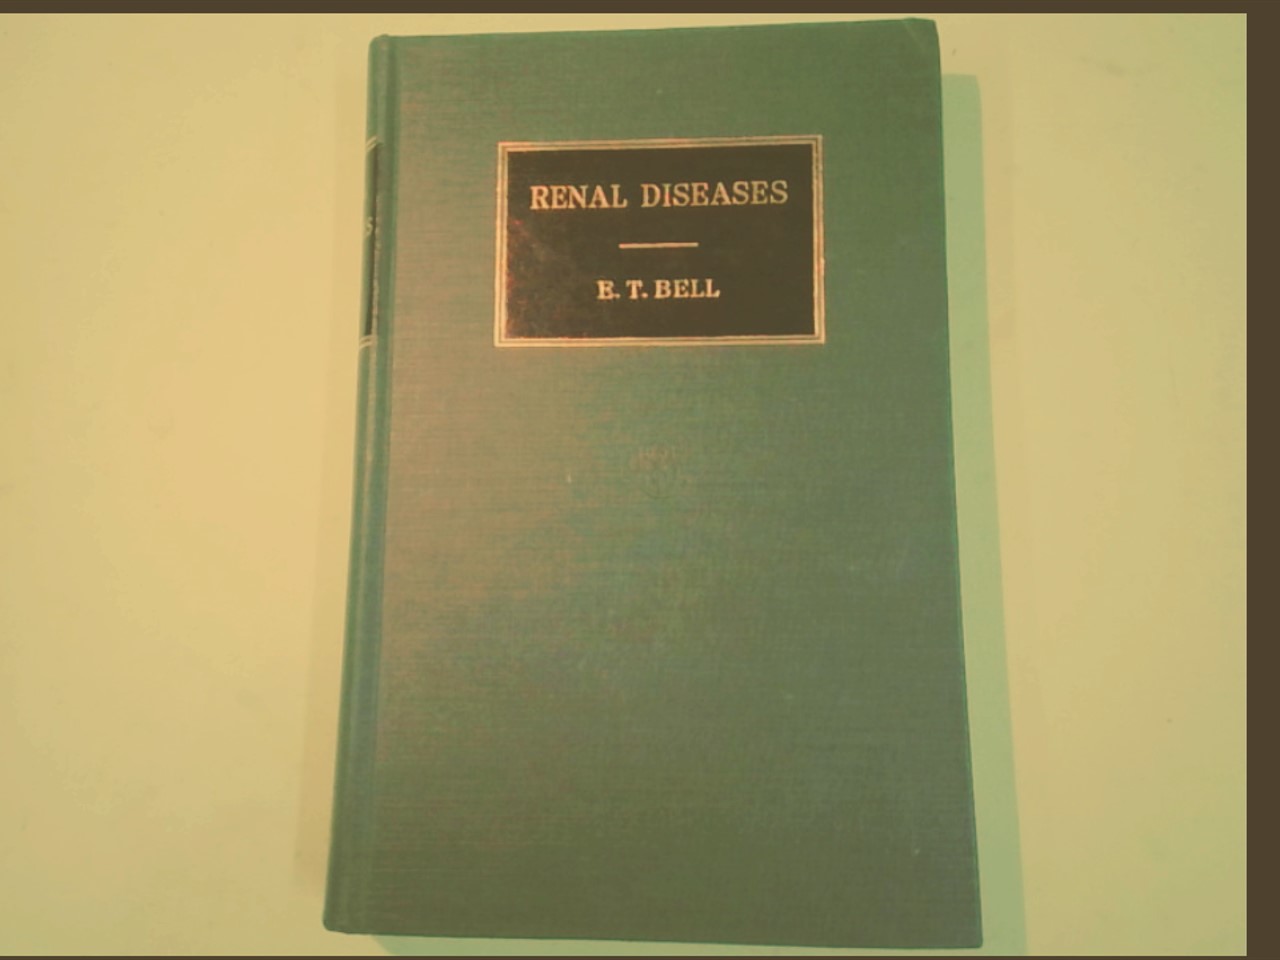 RENAL DISEASES
E. T. BELL